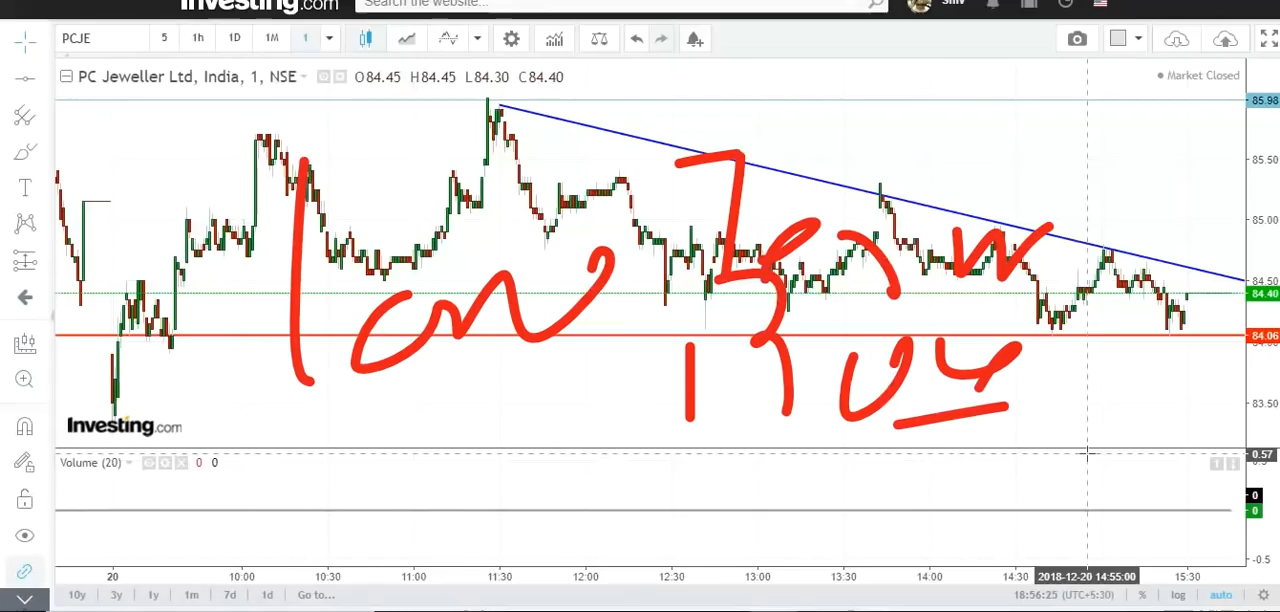 Investing.com
Search the website...
Shiv
PCJE
5 1h 1D 1M 1
PC Jeweller Ltd, India, 1, NSE O84.45 H84.45 L84.30 C84.40
Market Closed
85.98
85.50
85.00
84.50
84.40
84.06
83.50
Investing.com
Volume (20) 0 0
0.57
0
0
-0.5
20 10:00 10:30 11:00 11:30 12:00 12:30 13:00 13:30 14:00 14:30 2018-12-20 14:55:00 15:30
10y 3y 1y 1m 7d 1d Go to... 18:56:25 (UTC+5:30) % log auto